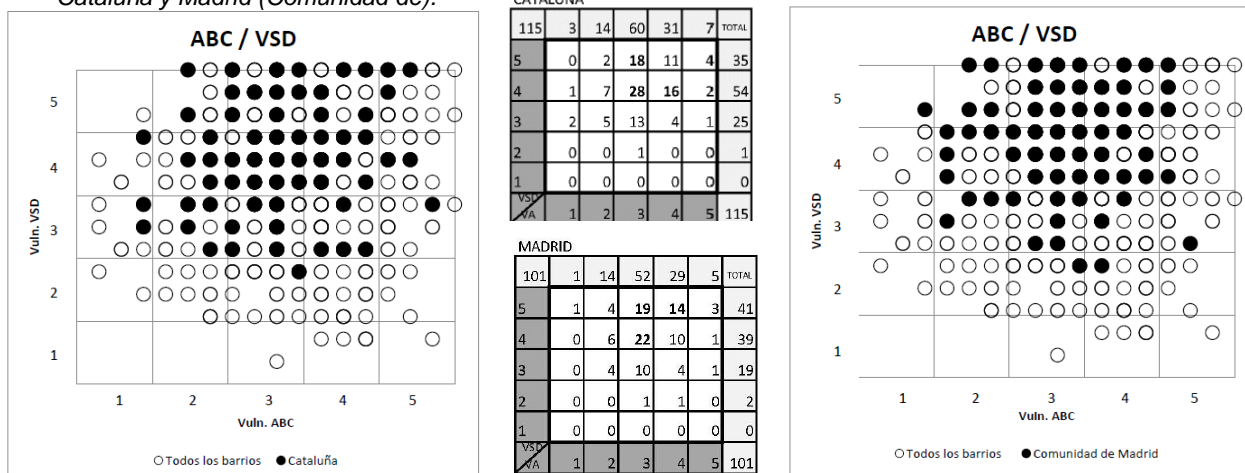 Cataluña y Madrid (Comunidad de).
ABC / VSD
5
4
3
2
1
Vuln. VSD
1 2 3 4 5
Vuln. ABC
Todos los barrios Cataluña
CATALUÑA
115 3 14 60 31 7 TOTAL
5 0 2 18 11 4 35
4 1 7 28 16 2 54
3 2 5 13 4 1 25
2 0 0 1 0 0 1
1 0 0 0 0 0 0
VSD
VA 1 2 3 4 5 115
MADRID
101 1 14 52 29 5 TOTAL
5 1 4 19 14 3 41
4 0 6 22 10 1 39
3 0 4 10 4 1 19
2 0 0 1 1 0 2
1 0 0 0 0 0 0
VSD
VA 1 2 3 4 5 101
ABC / VSD
5
4
3
2
1
Vuln. VSD
1 2 3 4 5
Vuln. ABC
Todos los barrios Comunidad de Madrid